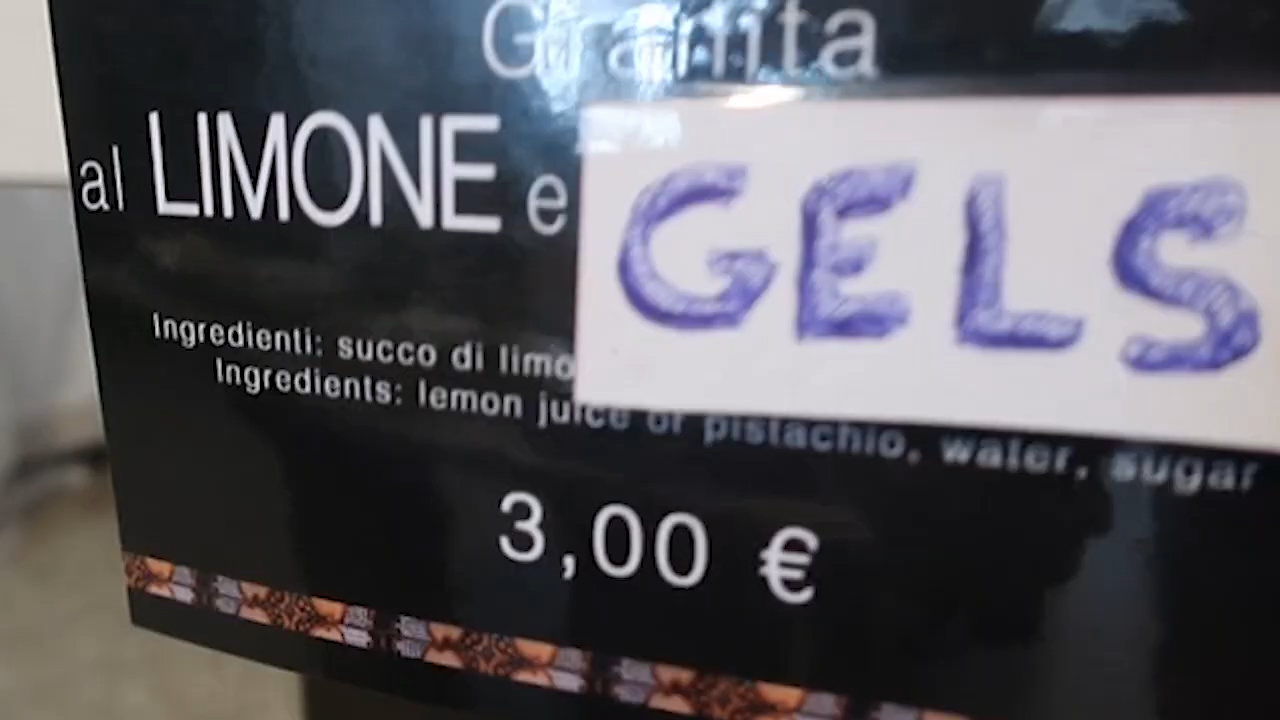 Granita
al LIMONE e GELS
Ingredienti: succo di limo
Ingredients: lemon juice or pistachio, water, sugar
3,00 €